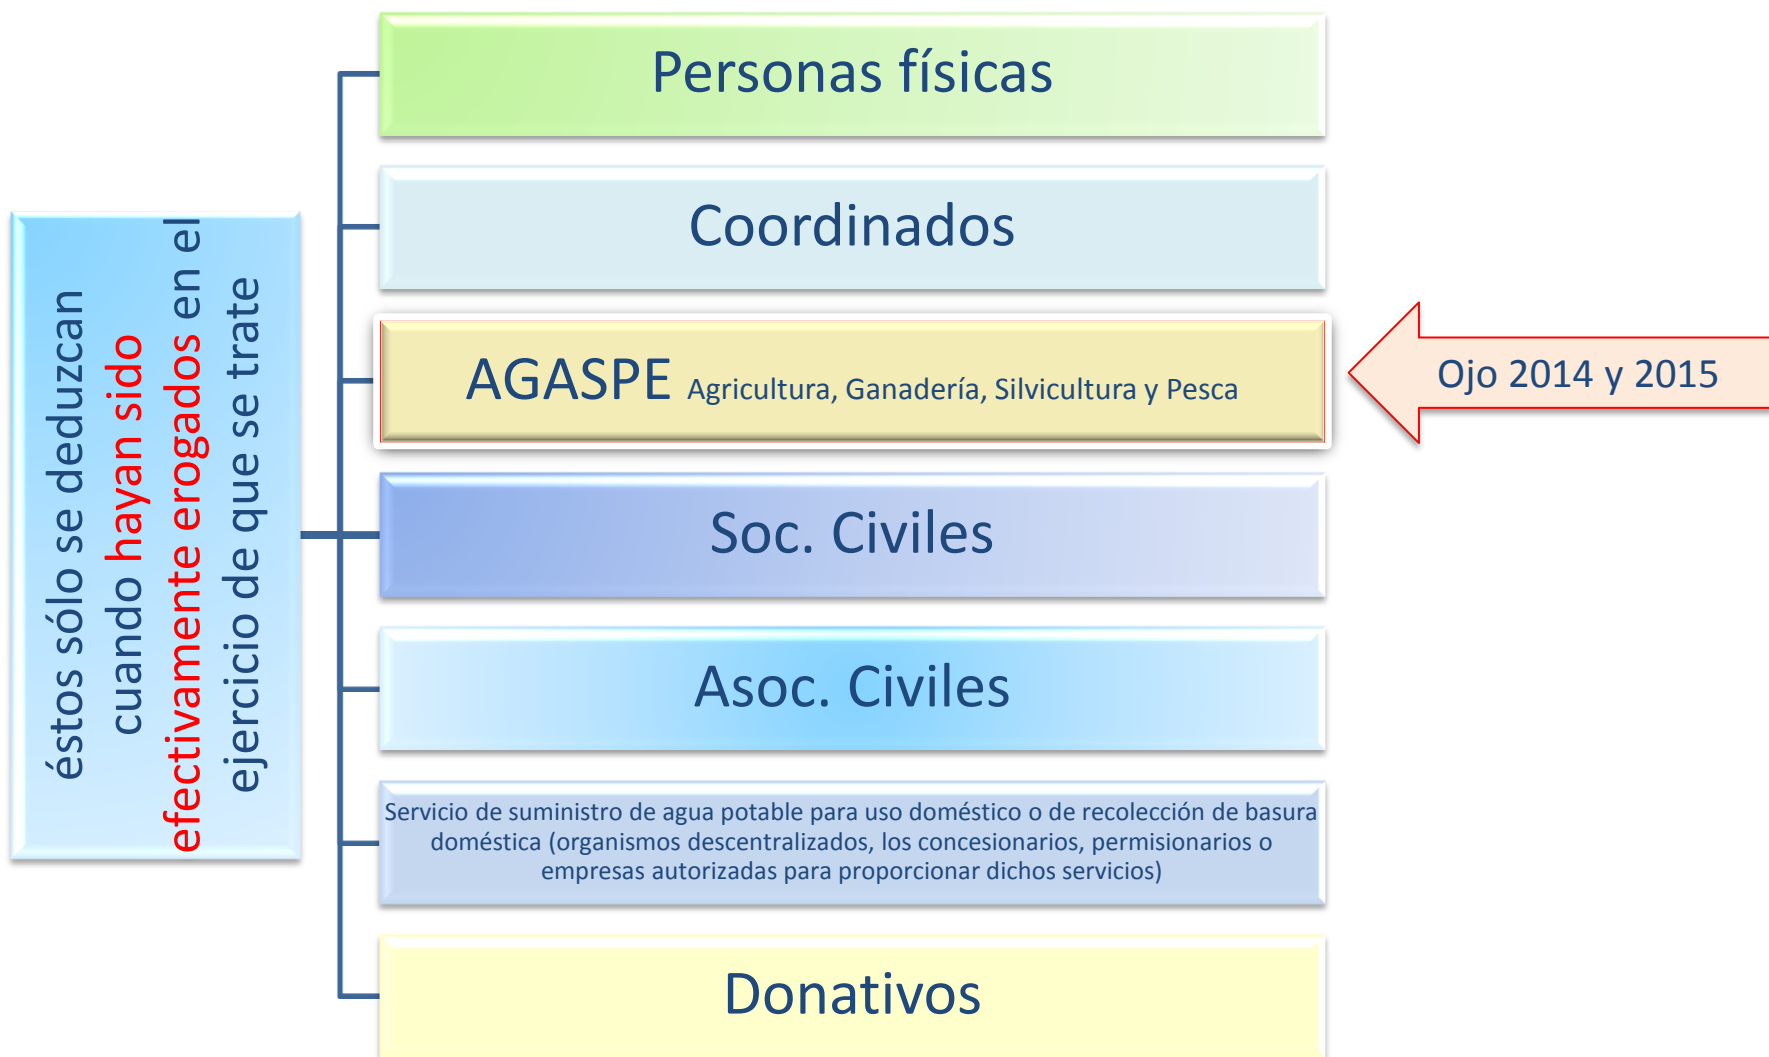 éstos sólo se deduzcan
cuando hayan sido
efectivamente erogados en el
ejercicio de que se trate
Personas físicas
Coordinados
AGASPE Agricultura, Ganadería, Silvicultura y Pesca
Ojo 2014 y 2015
Soc. Civiles
Asoc. Civiles
Servicio de suministro de agua potable para uso doméstico o de recolección de basura
doméstica (organismos descentralizados, los concesionarios, permisionarios o
empresas autorizadas para proporcionar dichos servicios)
Donativos